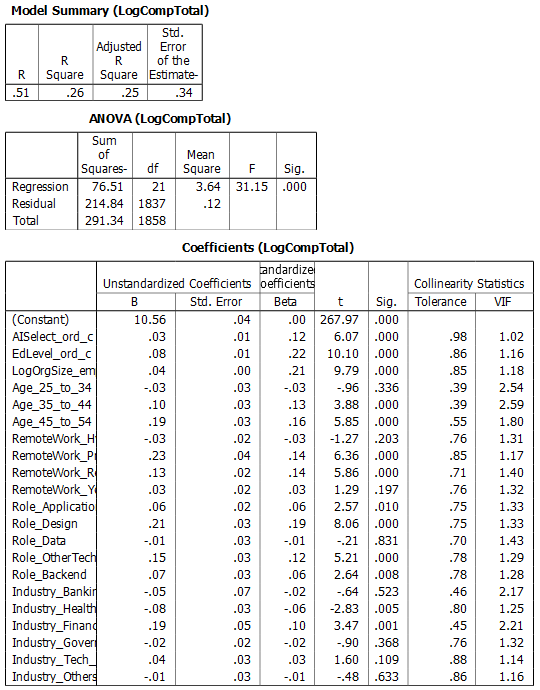 Model Summary (LogCompTotal)
R R Square Adjusted R Square Std. Error of the Estimate-
.51 .26 .25 .34
ANOVA (LogCompTotal)
Sum of Squares- df Mean Square F Sig.
Regression 76.51 21 3.64 31.15 .000
Residual 214.84 1837 .12
Total 291.34 1858
Coefficients (LogCompTotal)
Unstandardized Coefficients andardize oefficients Collinearity Statistics
B Std. Error Beta t Sig. Tolerance VIF
(Constant) 10.56 .04 .00 267.97 .000
AISelect_ord_c .03 .01 .12 6.07 .000 .98 1.02
EdLevel_ord_c .08 .01 .22 10.10 .000 .86 1.16
LogOrgSize_em .04 .00 .21 9.79 .000 .85 1.18
Age_25_to_34 -.03 .03 -.03 -.96 .336 .39 2.54
Age_35_to_44 .10 .03 .13 3.88 .000 .39 2.59
Age_45_to_54 .19 .03 .16 5.85 .000 .55 1.80
RemoteWork_H -.03 .02 -.03 -1.27 .203 .76 1.31
RemoteWork_Pr .23 .04 .14 6.36 .000 .85 1.17
RemoteWork_R .13 .02 .14 5.86 .000 .71 1.40
RemoteWork_Y .03 .02 .03 1.29 .197 .76 1.32
Role_Applicatio .06 .02 .06 2.57 .010 .75 1.33
Role_Design .21 .03 .19 8.06 .000 .75 1.33
Role_Data -.01 .03 -.01 -.21 .831 .70 1.43
Role_OtherTech .15 .03 .12 5.21 .000 .78 1.29
Role_Backend .07 .03 .06 2.64 .008 .78 1.28
Industry_Bankin -.05 .07 -.02 -.64 .523 .46 2.17
Industry_Health -.08 .03 -.06 -2.83 .005 .80 1.25
Industry_Financ .19 .05 .10 3.47 .001 .45 2.21
Industry_Govern -.02 .02 -.02 -.90 .368 .76 1.32
Industry_Tech_ .04 .03 .03 1.60 .109 .88 1.14
Industry_Others -.01 .03 -.01 -.48 .633 .86 1.16